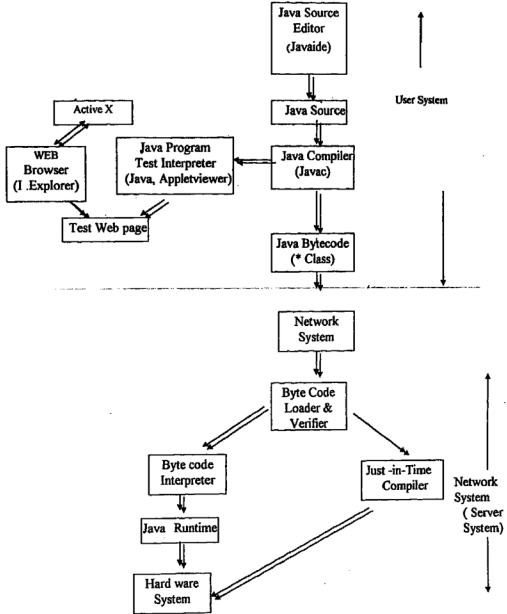 Java Source
Editor
(Javaide)
User System
Active X
Java Source
WEB
Browser
(I .Explorer)
Java Program
Test Interpreter
(Java, Appletviewer)
Java Compiler
(Javac)
Test Web page
Java Bytecode
(* Class)
Network
System
Byte Code
Loader &
Verifier
Byte code
Interpreter
Just -in-Time
Compiler
Network
System
( Server
System)
Java Runtime
Hard ware
System